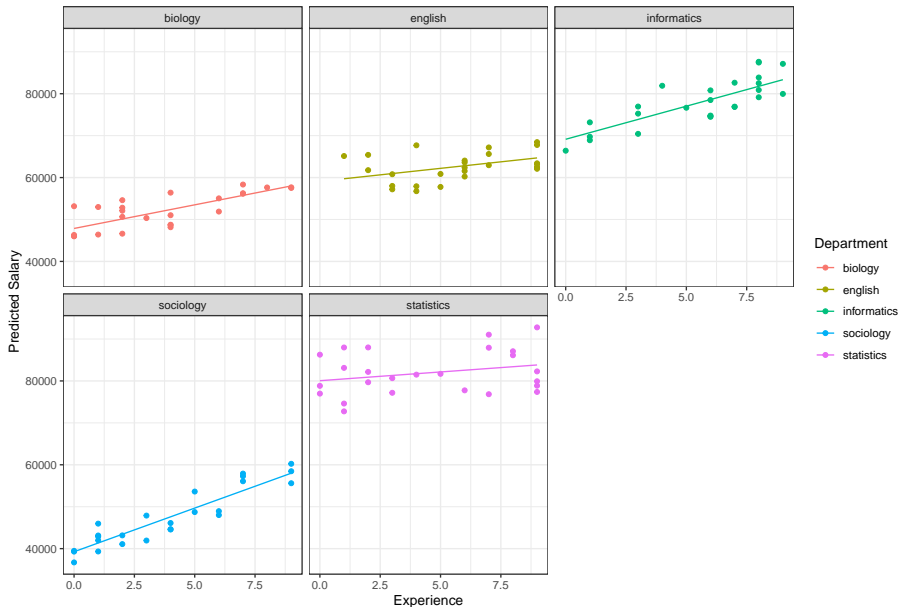 biology
english
informatics
80000
60000
40000
0.0 2.5 5.0 7.5
sociology
statistics
80000
60000
40000
0.0 2.5 5.0 7.5
0.0 2.5 5.0 7.5
Predicted Salary
Experience
Department
biology
english
informatics
sociology
statistics